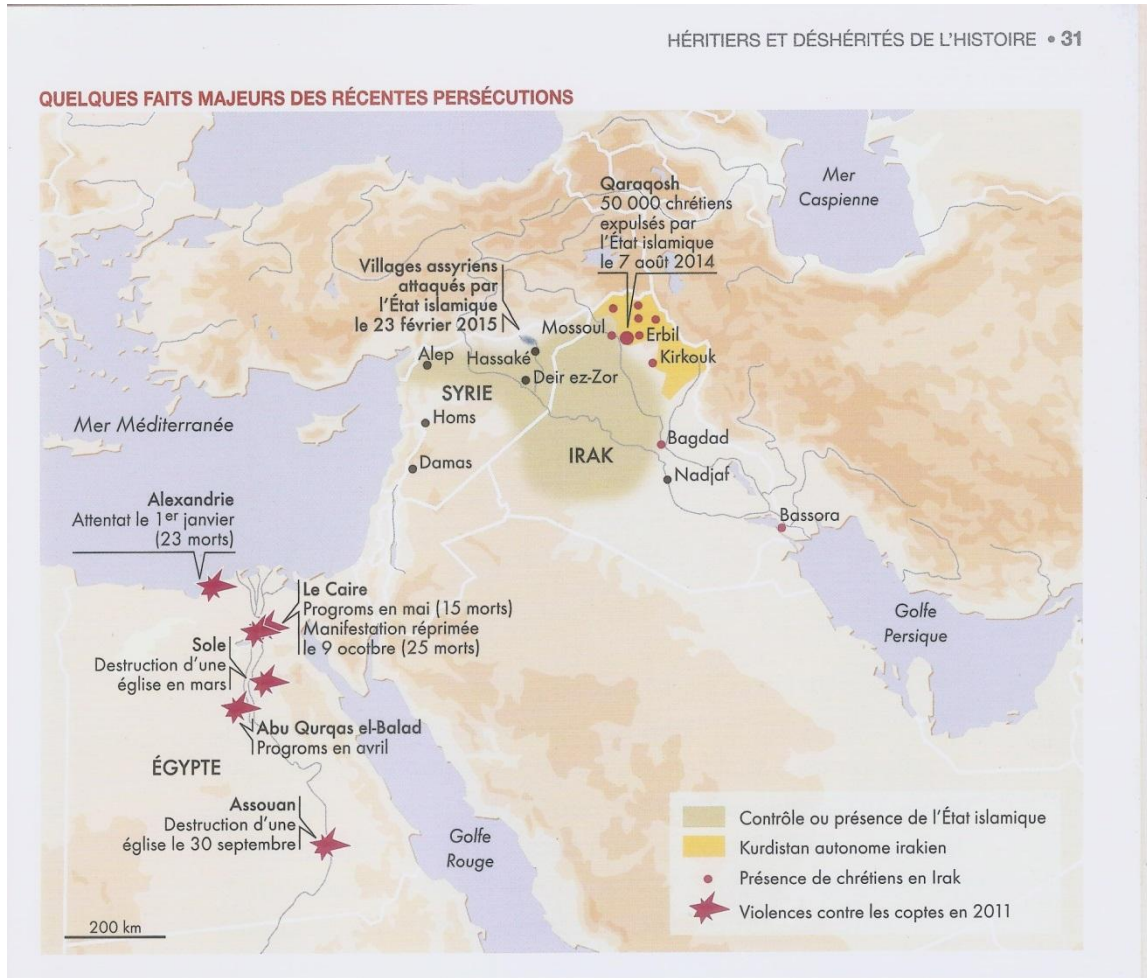 HÉRITIERS ET DÉSHÉRITÉS DE L'HISTOIRE • 31
QUELQUES FAITS MAJEURS DES RÉCENTES PERSÉCUTIONS
Mer
Caspienne
Qaraqosh
50 000 chrétiens
expulsés par
l'État islamique
le 7 août 2014
Villages assyriens
attaqués par
l'État islamique
le 23 février 2015
Mossoul
Erbil
Kirkouk
Alep
Hassaké
Deir ez-Zor
SYRIE
Homs
Mer Méditerranée
Damas
IRAK
Bagdad
Nadjaf
Bassora
Alexandrie
Attentat le 1er janvier
(23 morts)
Le Caire
Progroms en mai (15 morts)
Manifestation réprimée
le 9 ocotbre (25 morts)
Golfe
Persique
Sole
Destruction d'une
église en mars
Abu Qurqas el-Balad
Progroms en avril
ÉGYPTE
Assouan
Destruction d'une
église le 30 septembre
Golfe
Rouge
Contrôle ou présence de l'État islamique
Kurdistan autonome irakien
Présence de chrétiens en Irak
Violences contre les coptes en 2011
200 km